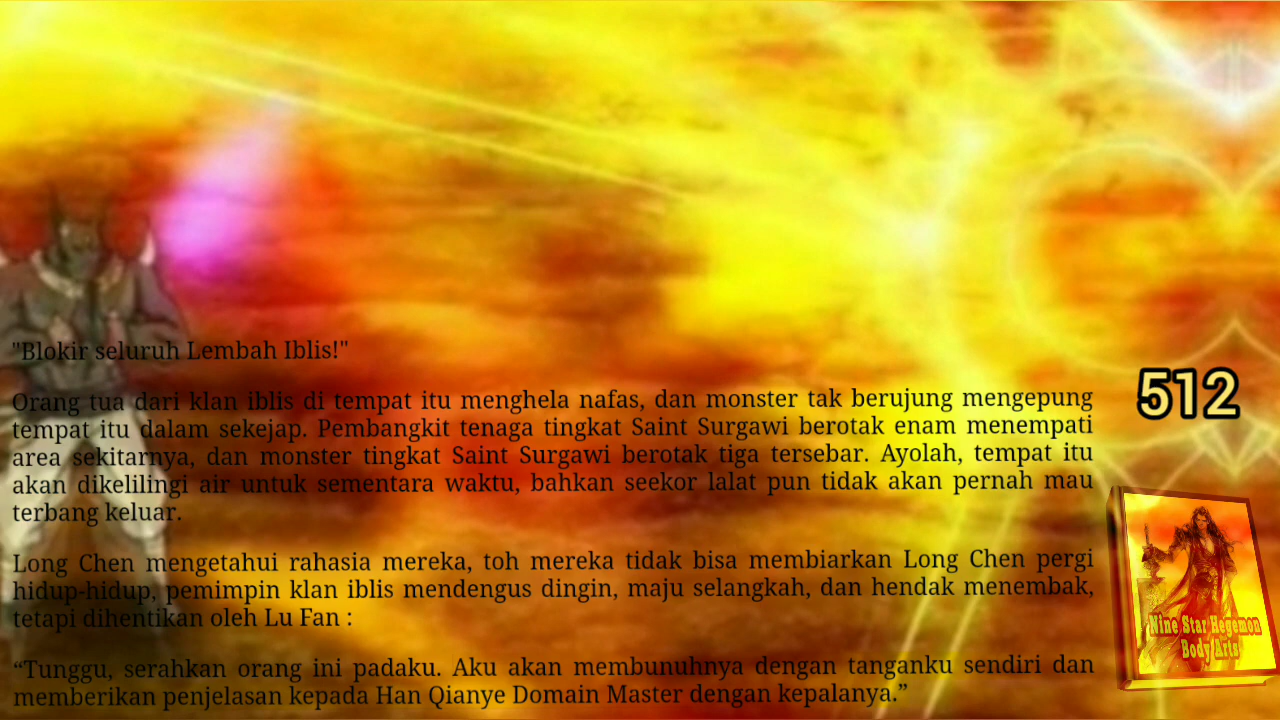 "Blokir seluruh Lembah Iblis!"
Orang tua dari klan iblis di tempat itu menghela nafas, dan monster tak berujung mengepung
tempat itu dalam sekejap. Pembangkit tenaga tingkat Saint Surgawi berotak enam menempati
area sekitarnya, dan monster tingkat Saint Surgawi berotak tiga tersebar. Ayolah, tempat itu
akan dikelilingi air untuk sementara waktu, bahkan seekor lalat pun tidak akan pernah mau
terbang keluar.
Long Chen mengetahui rahasia mereka, toh mereka tidak bisa membiarkan Long Chen pergi
hidup-hidup, pemimpin klan iblis mendengus dingin, maju selangkah, dan hendak menembak,
tetapi dihentikan oleh Lu Fan :
“Tunggu, serahkan orang ini padaku. Aku akan membunuhnya dengan tanganku sendiri dan
memberikan penjelasan kepada Han Qianye Domain Master dengan kepalanya.”
512
Nine Star Hegemon
Body Arts